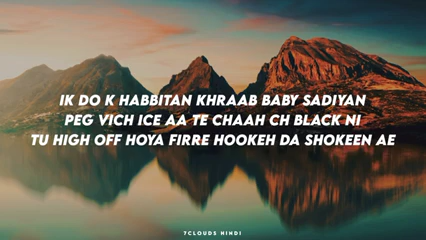 IK DO K HABBITAN KHRAAB BABY SADIYAN
PEG VICH ICE AA TE CHAAH CH BLACK NI
TU HIGH OFF HOYA FIRRE HOOKEH DA SHOKEEN AE
7CLOUDS HINDI